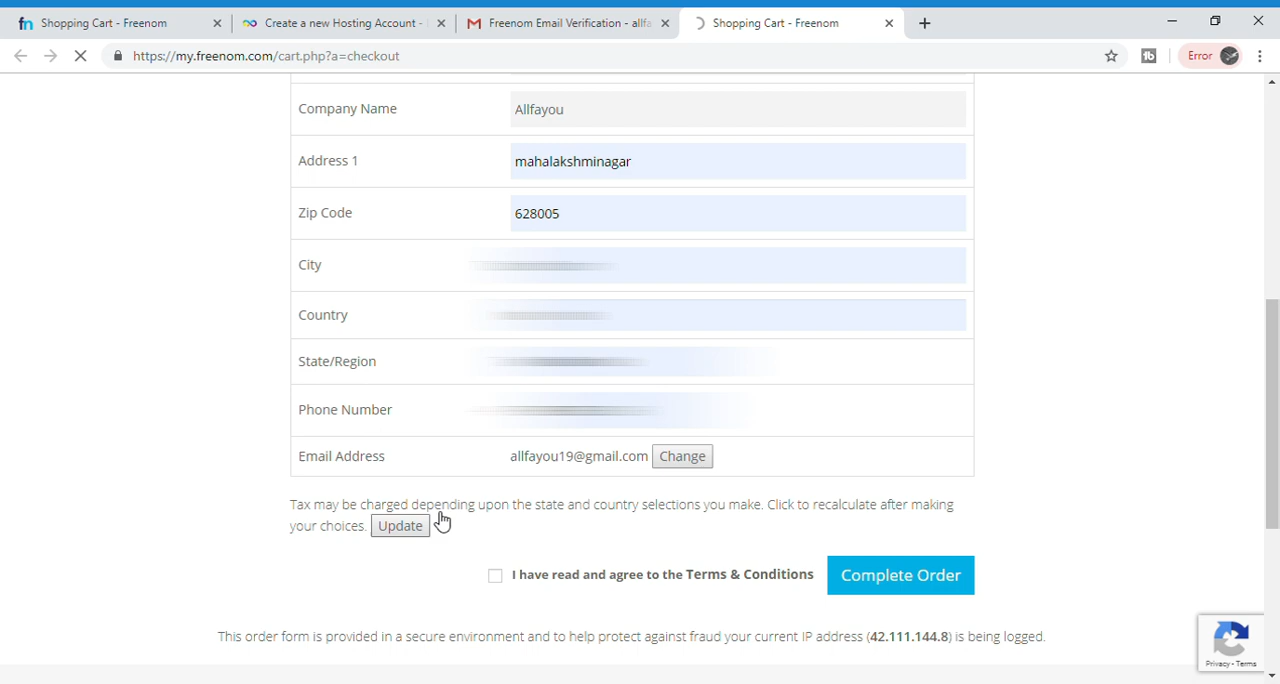 Shopping Cart - Freenom
Create a new Hosting Account -
Freenom Email Verification - allfa
Shopping Cart - Freenom
https://my.freenom.com/cart.php?a=checkout
Error
Company Name
Allfayou
Address 1
mahalakshminagar
Zip Code
628005
City
Country
State/Region
Phone Number
Email Address
allfayou19@gmail.com Change
Tax may be charged depending upon the state and country selections you make. Click to recalculate after making
your choices. Update
I have read and agree to the Terms & Conditions
Complete Order
This order form is provided in a secure environment and to help protect against fraud your current IP address (42.111.144.8) is being logged.
Privacy - Terms